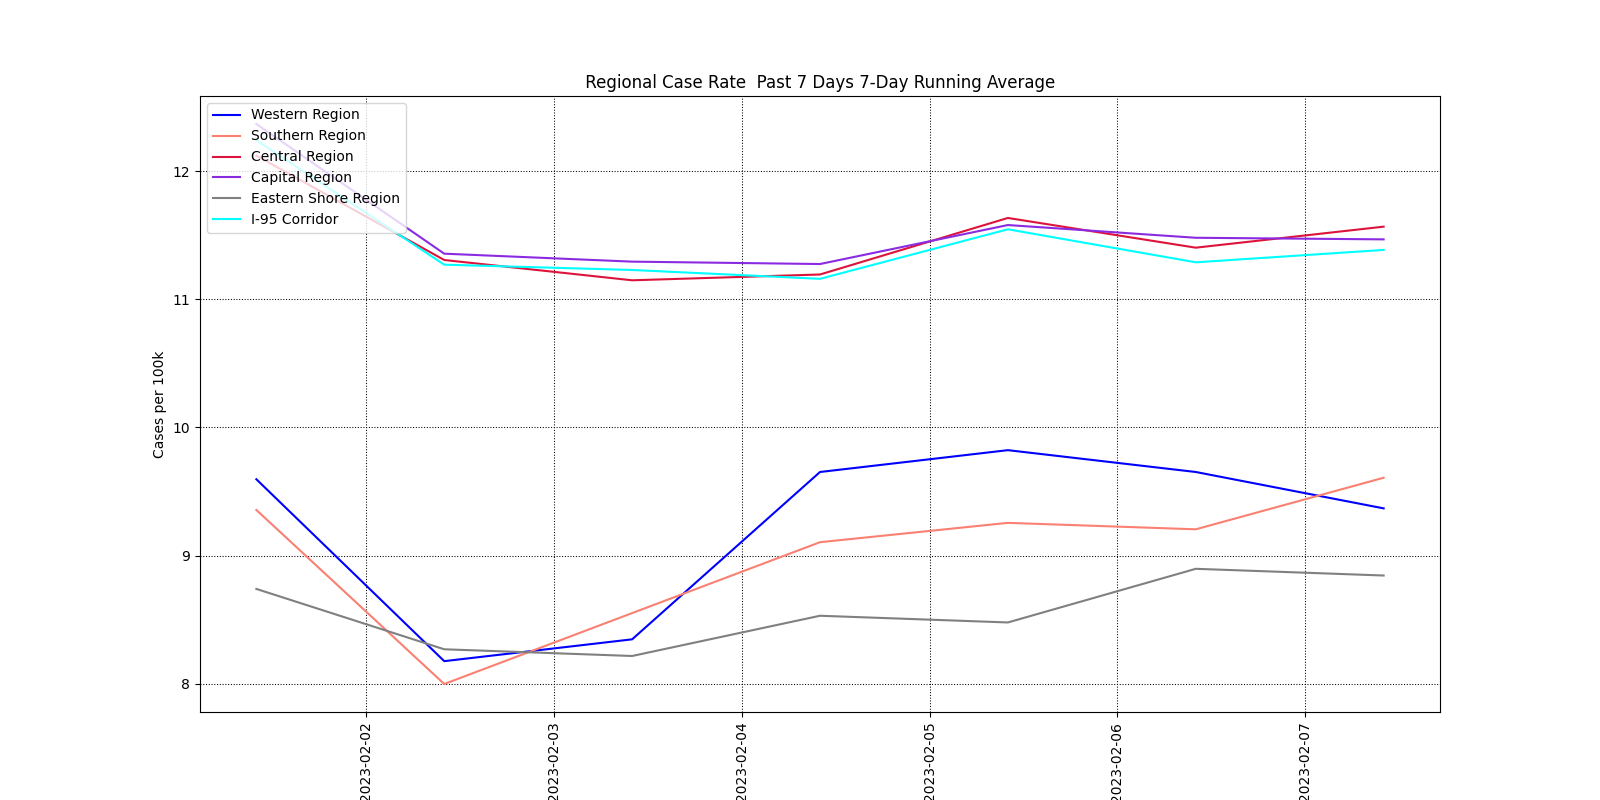 Regional Case Rate  Past 7 Days 7-Day Running Average
Western Region
Southern Region
Central Region
Capital Region
Eastern Shore Region
I-95 Corridor
Cases per 100k
12
11
10
9
8
2023-02-02
2023-02-03
2023-02-04
2023-02-05
2023-02-06
2023-02-07